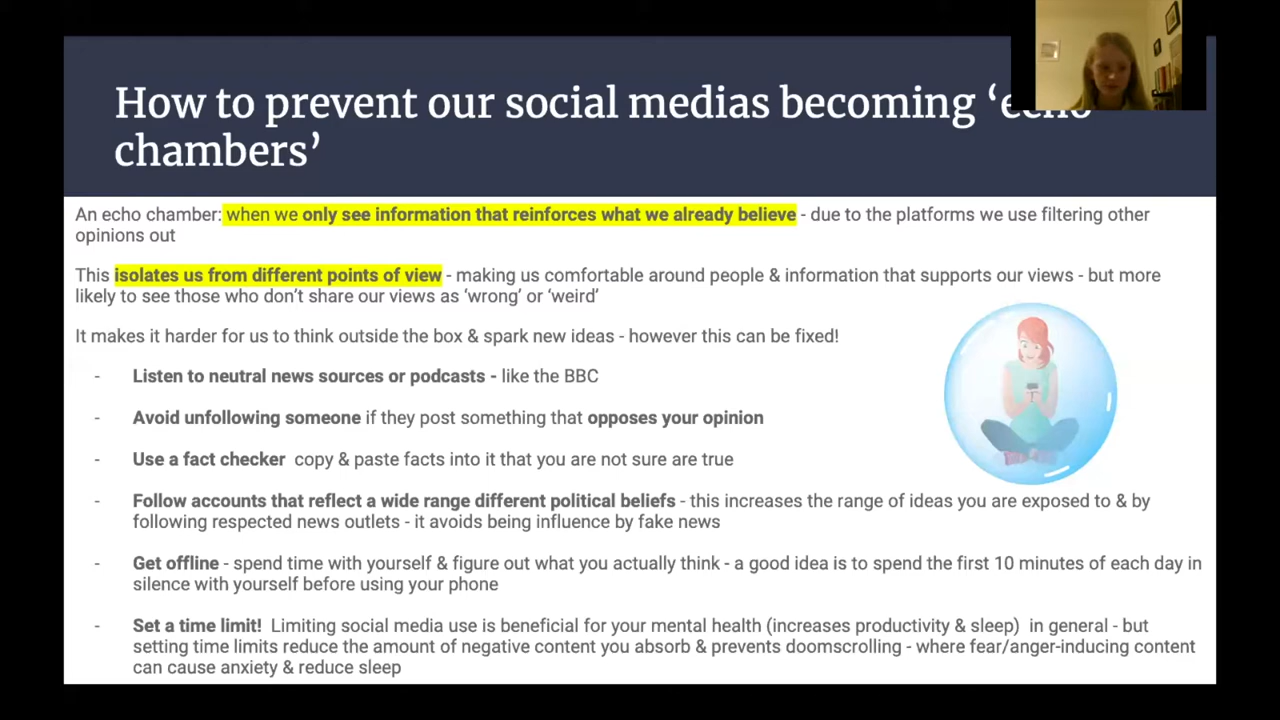 How to prevent our social medias becoming ‘echo
chambers’
An echo chamber: when we only see information that reinforces what we already believe - due to the platforms we use filtering other
opinions out
This isolates us from different points of view - making us comfortable around people & information that supports our views - but more
likely to see those who don’t share our views as ‘wrong’ or ‘weird’
It makes it harder for us to think outside the box & spark new ideas - however this can be fixed!
- Listen to neutral news sources or podcasts - like the BBC
- Avoid unfollowing someone if they post something that opposes your opinion
- Use a fact checker copy & paste facts into it that you are not sure are true
- Follow accounts that reflect a wide range different political beliefs - this increases the range of ideas you are exposed to & by
following respected news outlets - it avoids being influence by fake news
- Get offline - spend time with yourself & figure out what you actually think - a good idea is to spend the first 10 minutes of each day in
silence with yourself before using your phone
- Set a time limit! Limiting social media use is beneficial for your mental health (increases productivity & sleep) in general - but
setting time limits reduce the amount of negative content you absorb & prevents doomscrolling - where fear/anger-inducing content
can cause anxiety & reduce sleep